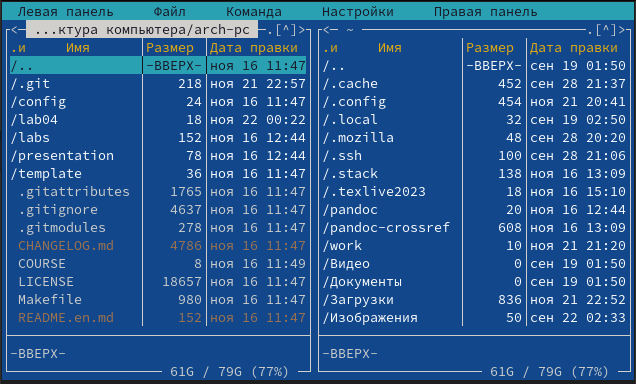 Левая панель Файл Команда Настройки Правая панель
<─ ...ктура компьютера/arch-pc ─.[^]>
.и Имя Размер Дата правки
/.. -ВВЕРХ- ноя 16 11:47
/.git 218 ноя 21 22:57
/config 24 ноя 16 11:47
/lab04 18 ноя 22 00:22
/labs 152 ноя 16 12:44
/presentation 78 ноя 16 12:44
/template 36 ноя 16 11:47
.gitattributes 1765 ноя 16 11:47
.gitignore 4637 ноя 16 11:47
.gitmodules 278 ноя 16 11:47
CHANGELOG.md 4786 ноя 16 11:47
COURSE 8 ноя 16 11:49
LICENSE 18657 ноя 16 11:47
Makefile 980 ноя 16 11:47
README.en.md 152 ноя 16 11:47
-ВВЕРХ-
61G / 79G (77%)
<─ ~ ─.[^]>
.и Имя Размер Дата правки
/.. -ВВЕРХ- сен 19 01:50
/.cache 452 сен 28 21:37
/.config 454 ноя 21 20:41
/.local 32 сен 19 02:50
/.mozilla 48 сен 28 20:20
/.ssh 100 сен 28 21:06
/.stack 138 ноя 16 13:09
/.texlive2023 18 ноя 16 15:10
/pandoc 20 ноя 16 12:44
/pandoc-crossref 608 ноя 16 13:09
/work 10 ноя 21 21:20
/Видео 0 сен 19 01:50
/Документы 0 сен 19 01:50
/Загрузки 836 ноя 21 22:52
/Изображения 50 сен 22 02:33
-ВВЕРХ-
61G / 79G (77%)